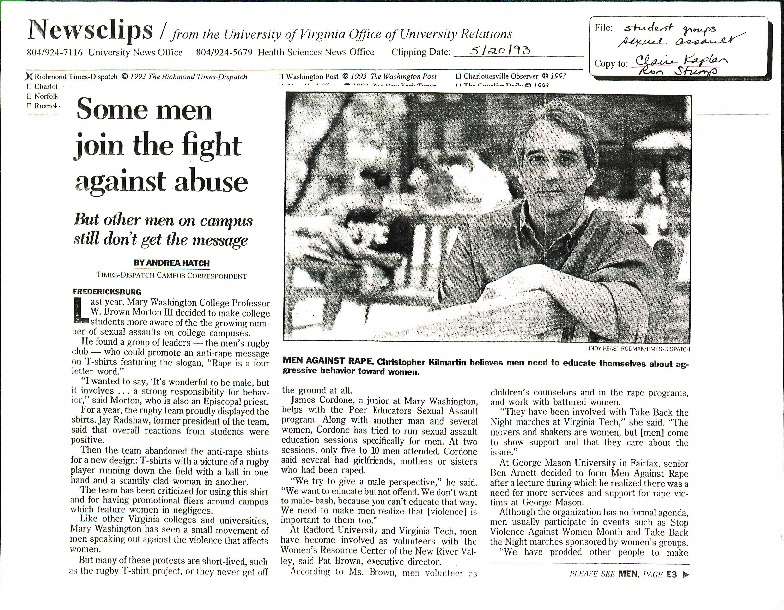 Newsclips / from the University of Virginia Office of University Relations
804/924-7116 University News Office 804/924-5679 Health Sciences News Office Clipping Date: 5/20/93
File: student groups
sexual assault
Copy to: Claire Kaplan
Ron Stump
Richmond Times-Dispatch © 1993 The Richmond Times-Dispatch
Washington Post © 1993 The Washington Post
Charlottesville Observer © 1993
Charlot
Norfolk
Roanok
Some men
join the fight
against abuse
But other men on campus
still don't get the message
BY ANDREA HATCH
TIMES-DISPATCH CAMPUS CORRESPONDENT
FREDERICKSBURG
Last year, Mary Washington College Professor
W. Brown Morton III decided to make college
students more aware of the the growing num-
ber of sexual assaults on college campuses.
He found a group of leaders — the men's rugby
club — who could promote an anti-rape message
on T-shirts featuring the slogan, "Rape is a four
letter word."
"I wanted to say, 'It's wonderful to be male, but
it involves . . . a strong responsibility for behav-
ior,'" said Morton, who is also an Episcopal priest.
For a year, the rugby team proudly displayed the
shirts. Jay Radshaw, former president of the team,
said that overall reactions from students were
positive.
Then the team abandoned the anti-rape shirts
for a new design: T-shirts with a picture of a rugby
player running down the field with a ball in one
hand and a scantily clad woman in another.
The team has been criticized for using this shirt
and for having promotional fliers around campus
which feature women in negligees.
Like other Virginia colleges and universities,
Mary Washington has seen a small movement of
men speaking out against the violence that affects
women.
But many of these protests are short-lived, such
as the rugby T-shirt project, or they never get off
TIMES-DISPATCH
MEN AGAINST RAPE. Christopher Kilmartin believes men need to educate themselves about ag-
gressive behavior toward women.
the ground at all.
James Cordone, a junior at Mary Washington,
helps with the Peer Educators Sexual Assault
program. Along with another man and several
women, Cordone has tried to run sexual assault
education sessions specifically for men. At two
sessions, only five to 10 men attended. Cordone
said several had girlfriends, mothers or sisters
who had been raped.
"We try to give a male perspective," he said.
"We want to educate but not offend. We don't want
to male-bash, because you can't educate that way.
We need to make men realize that [violence] is
important to them too."
At Radford University and Virginia Tech, men
have become involved as volunteers with the
Women's Resource Center of the New River Val-
ley, said Pat Brown, executive director.
According to Ms. Brown, men volunteer as
children's counselors and in the rape programs,
and work with battered women.
"They have been involved with Take Back the
Night marches at Virginia Tech," she said. "The
movers and shakers are women, but [men] come
to show support and that they care about the
issue."
At George Mason University in Fairfax, senior
Ben Arnett decided to form Men Against Rape
after a lecture during which he realized there was a
need for more services and support for rape vic-
tims at George Mason.
Although the organization has no formal agenda,
men usually participate in events such as Stop
Violence Against Women Month and Take Back
the Night marches sponsored by women's groups.
"We have prodded other people to make
PLEASE SEE MEN, PAGE E3 ▶